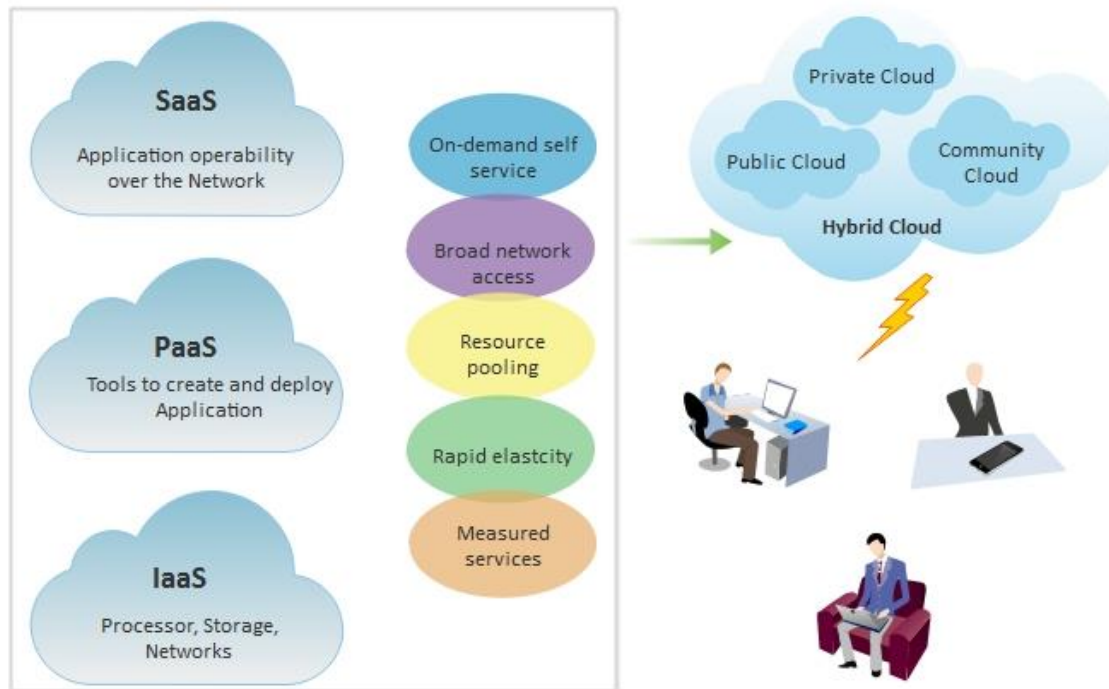 SaaS
Application operability
over the Network
PaaS
Tools to create and deploy
Application
IaaS
Processor, Storage,
Networks
On-demand self
service
Broad network
access
Resource
pooling
Rapid elastcity
Measured
services
Private Cloud
Public Cloud
Community
Cloud
Hybrid Cloud